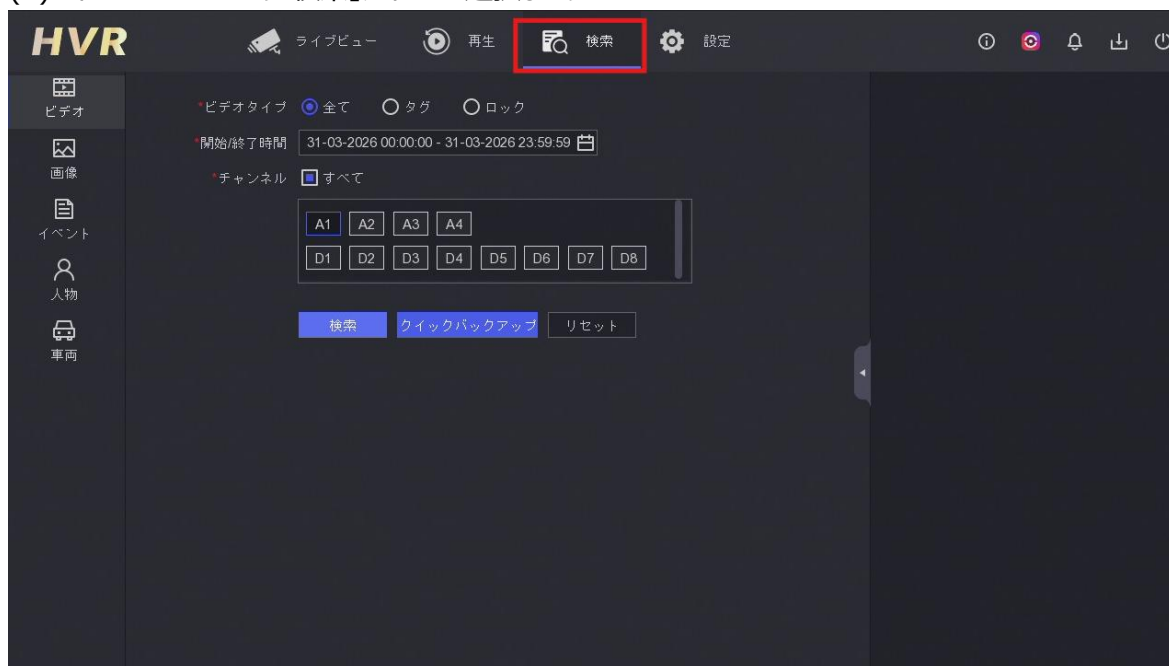 HVR ライブビュー 再生 検索 設定
ビデオ
画像
イベント
人物
車両
*ビデオタイプ 全て タグ ロック
*開始/終了時間 31-03-2026 00:00:00 - 31-03-2026 23:59:59
*チャンネル すべて
A1 A2 A3 A4
D1 D2 D3 D4 D5 D6 D7 D8
検索 クイックバックアップ リセット